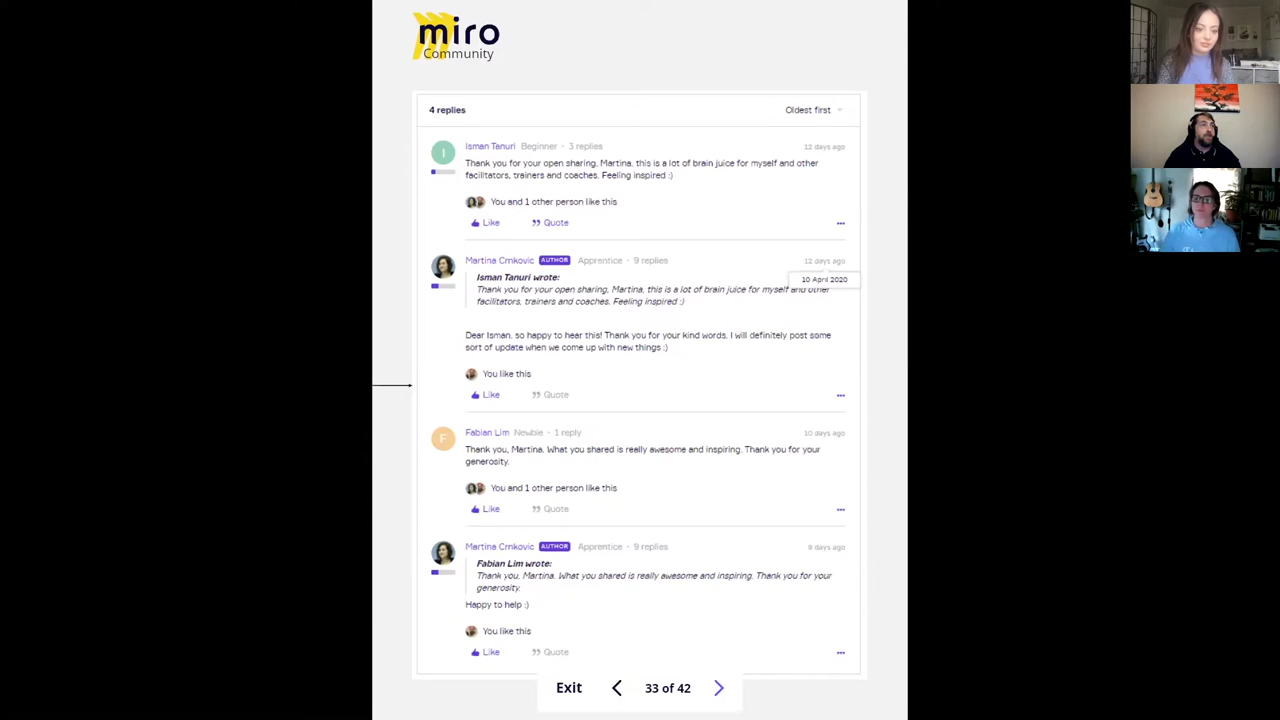 miro
Community
4 replies
Oldest first
I
Isman Tanuri Beginner · 3 replies
12 days ago
Thank you for your open sharing, Martina, this is a lot of brain juice for myself and other
facilitators, trainers and coaches. Feeling inspired :)
You and 1 other person like this
Like
Quote
Martina Crnkovic AUTHOR Apprentice · 9 replies
12 days ago
10 April 2020
Isman Tanuri wrote:
Thank you for your open sharing, Martina, this is a lot of brain juice for myself and other
facilitators, trainers and coaches. Feeling inspired :)
Dear Isman, so happy to hear this! Thank you for your kind words, I will definitely post some
sort of update when we come up with new things :)
You like this
Like
Quote
F
Fabian Lim Newbie · 1 reply
10 days ago
Thank you, Martina. What you shared is really awesome and inspiring. Thank you for your
generosity.
You and 1 other person like this
Like
Quote
Martina Crnkovic AUTHOR Apprentice · 9 replies
9 days ago
Fabian Lim wrote:
Thank you, Martina. What you shared is really awesome and inspiring. Thank you for your
generosity.
Happy to help :)
You like this
Like
Quote
Exit
33 of 42